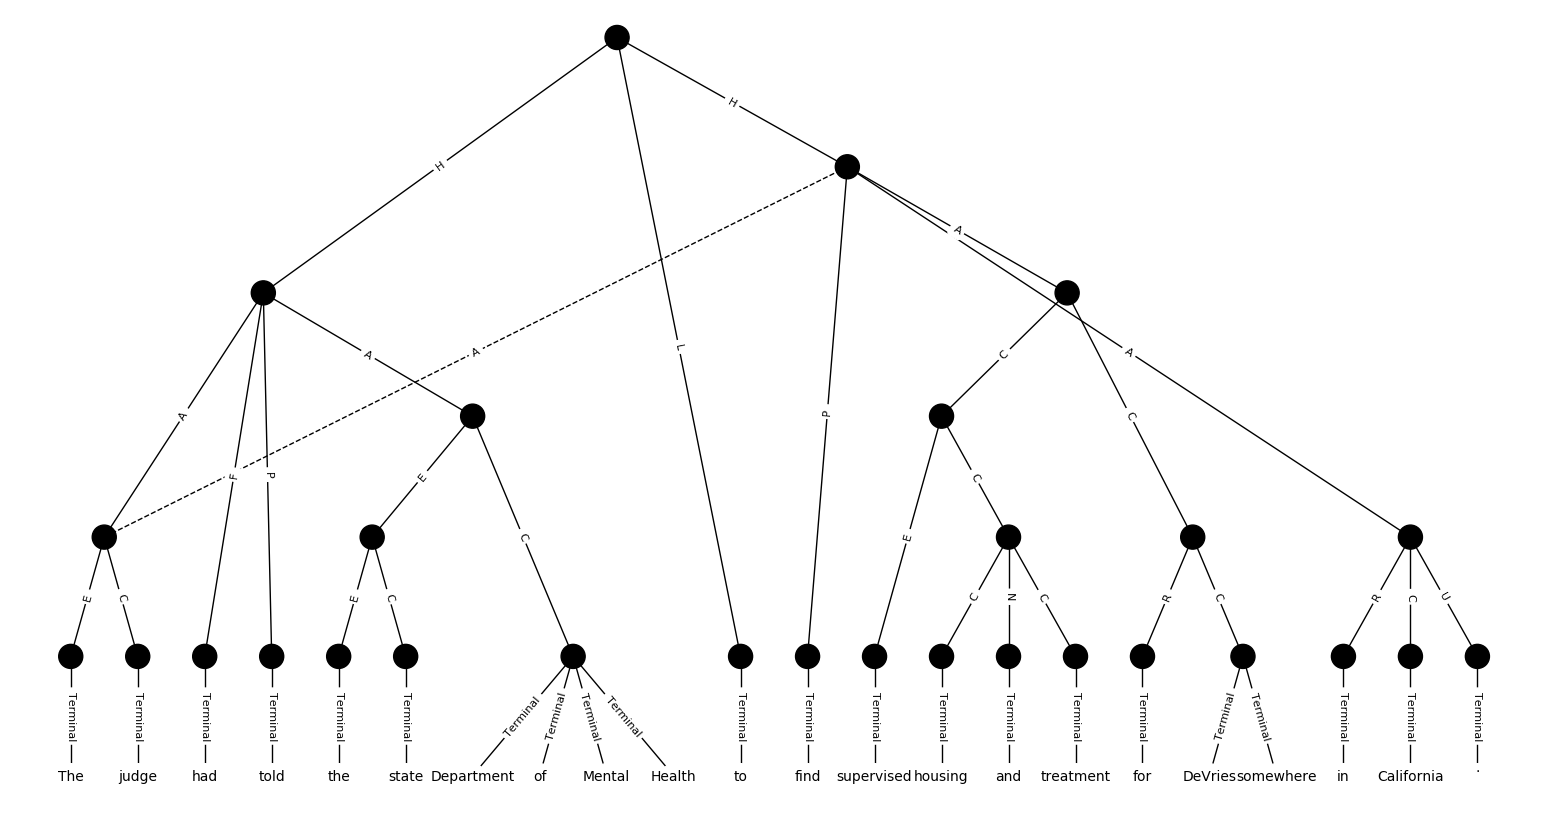 H
H
A
H
A
A
A
C
A
L
A
C
P
F
P
E
C
E
C
E
E
C
E
C
C
N
C
R
C
R
C
U
Terminal Terminal Terminal Terminal Terminal Terminal Terminal Terminal Terminal Terminal Terminal Terminal Terminal Terminal Terminal Terminal Terminal Terminal Terminal Terminal Terminal Terminal
The judge had told the state Department of Mental Health to find supervised housing and treatment for DeVries somewhere in California .